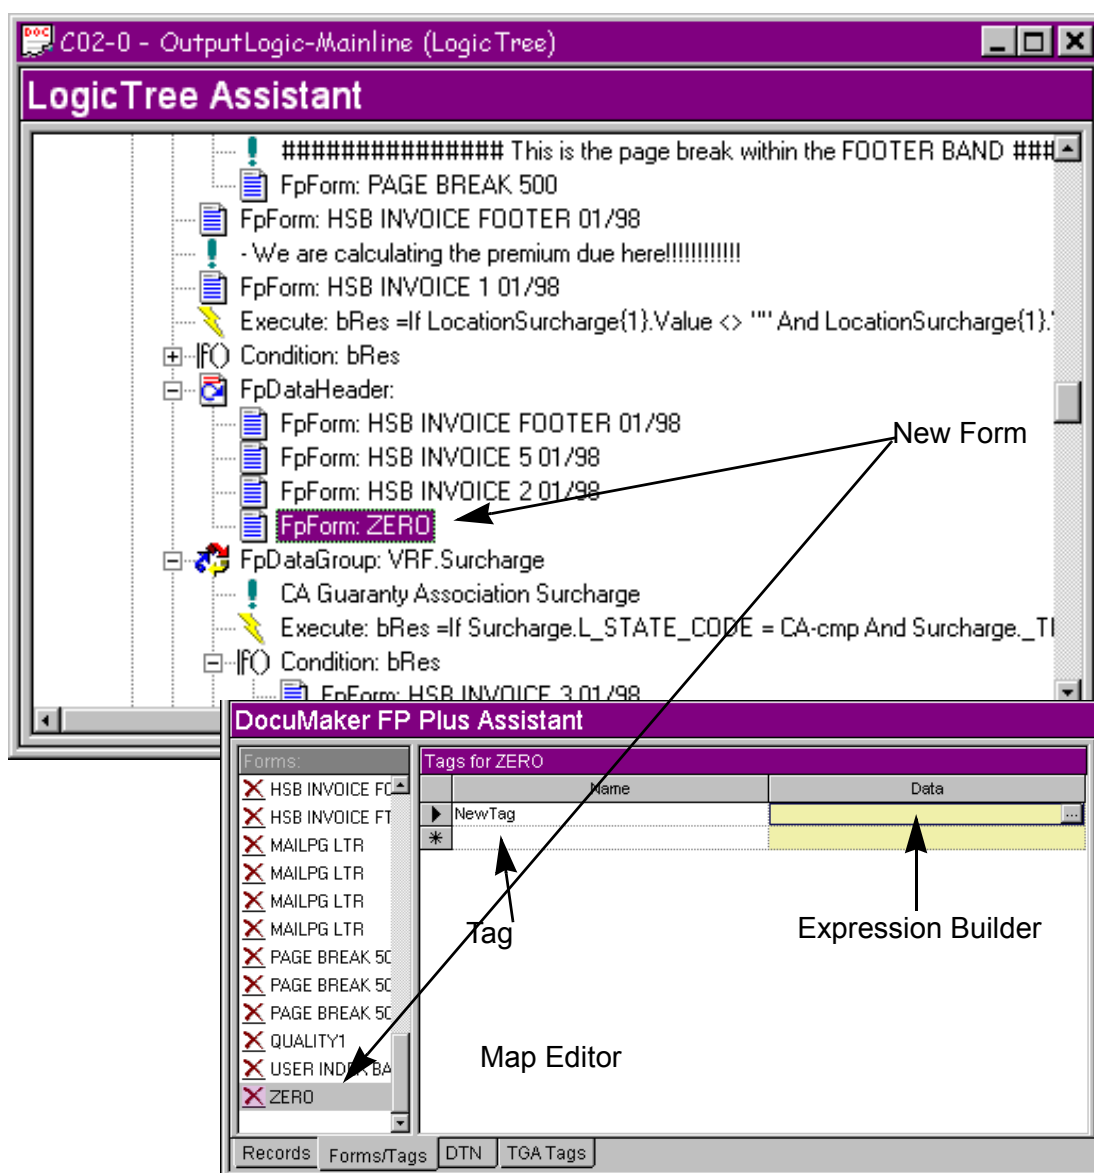 C02-0 - OutputLogic-Mainline (LogicTree)
LogicTree Assistant
############### This is the page break within the FOOTER BAND ###
FpForm: PAGE BREAK 500
FpForm: HSB INVOICE FOOTER 01/98
- We are calculating the premium due here!!!!!!!!!!!!
FpForm: HSB INVOICE 1 01/98
Execute: bRes =If LocationSurcharge{1}.Value <> "" And LocationSurcharge{1}.
If() Condition: bRes
FpDataHeader:
FpForm: HSB INVOICE FOOTER 01/98
New Form
FpForm: HSB INVOICE 5 01/98
FpForm: HSB INVOICE 2 01/98
FpForm: ZERO
FpDataGroup: VRF.Surcharge
CA Guaranty Association Surcharge
Execute: bRes =If Surcharge.L_STATE_CODE = CA-cmp And Surcharge._TI
If() Condition: bRes
FpForm: HSB INVOICE 3 01/98
DocuMaker FP Plus Assistant
Forms:
Tags for ZERO
Name Data
HSB INVOICE FC
NewTag ...
HSB INVOICE FT
MAILPG LTR
MAILPG LTR
MAILPG LTR
MAILPG LTR
Tag
Expression Builder
PAGE BREAK 50
PAGE BREAK 50
PAGE BREAK 50
QUALITY1
Map Editor
USER INDEX BA
ZERO
Records Forms/Tags DTN TGA Tags